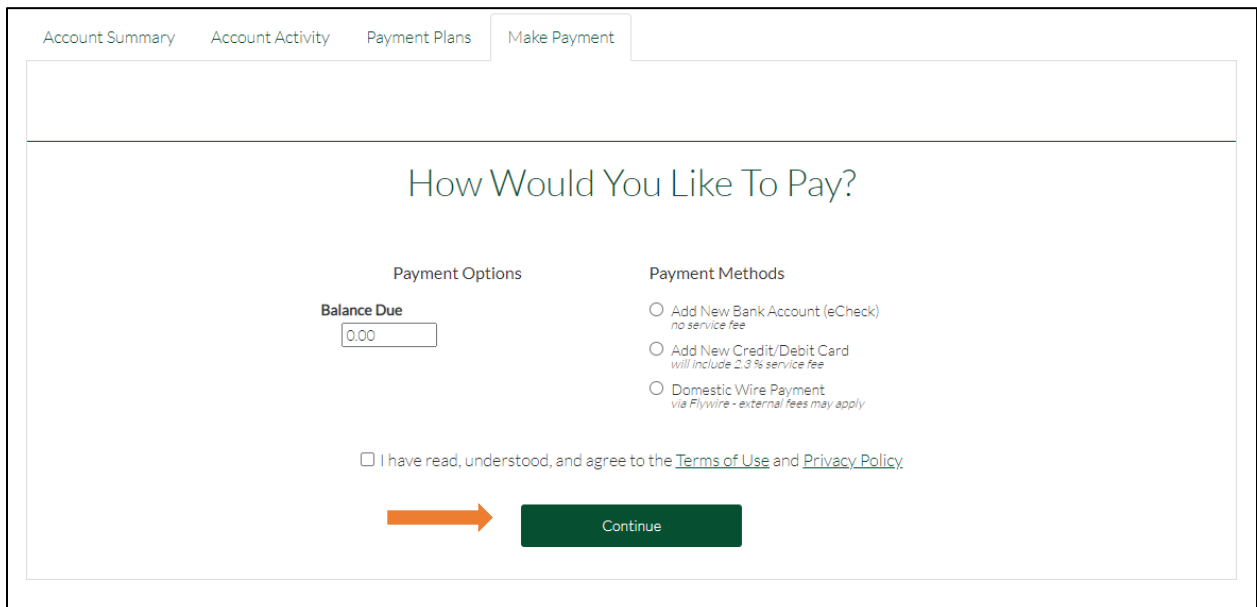 Account Summary
Account Activity
Payment Plans
Make Payment
How Would You Like To Pay?
Payment Options
Balance Due
0.00
Payment Methods
Add New Bank Account (eCheck)
no service fee
Add New Credit/Debit Card
will include 2.3 % service fee
Domestic Wire Payment
via Flywire - external fees may apply
I have read, understood, and agree to the Terms of Use and Privacy Policy
Continue